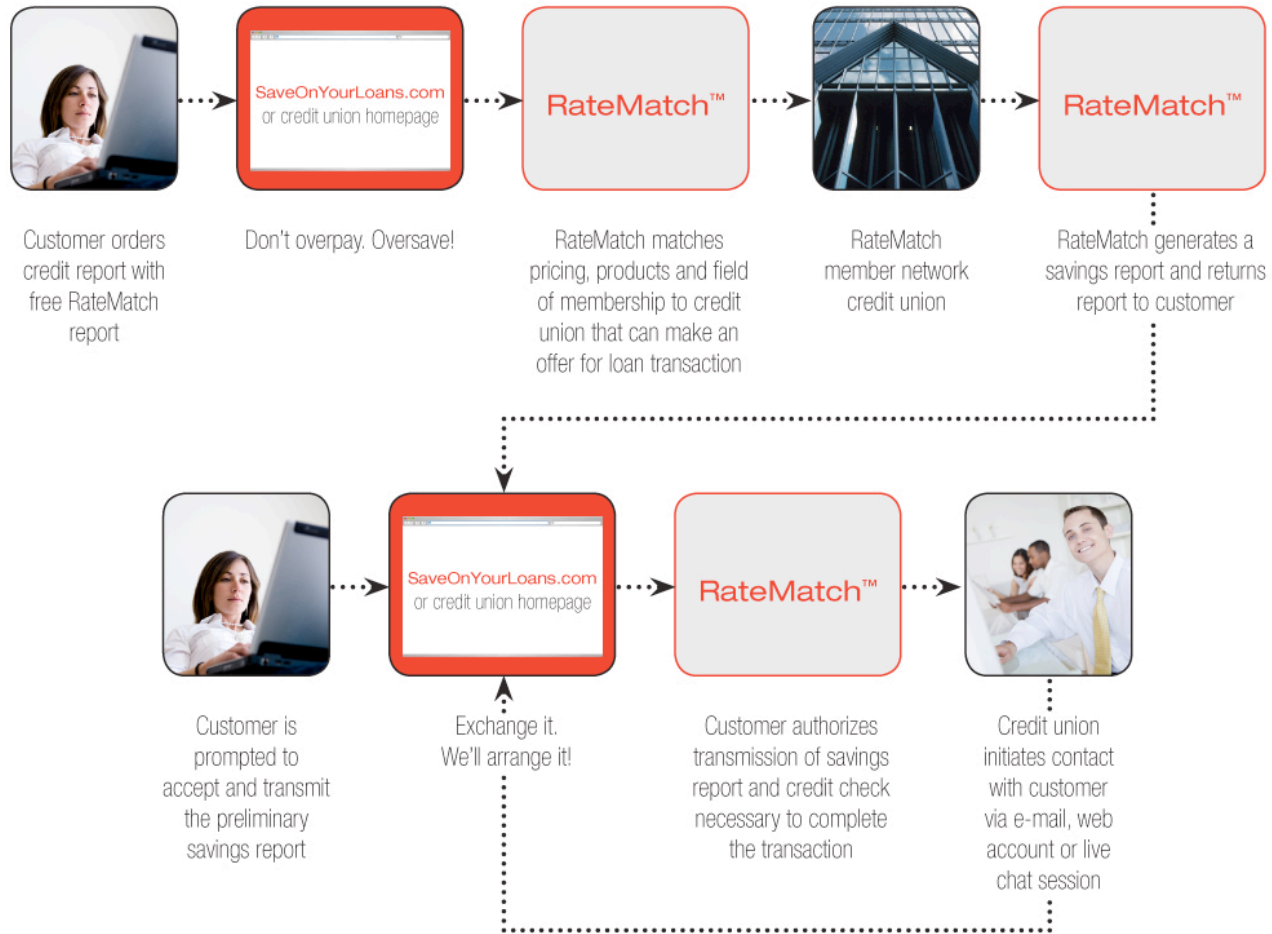 SaveOnYourLoans.com
or credit union homepage
RateMatch™
RateMatch™
Customer orders
credit report with
free RateMatch
report
Don't overpay. Oversave!
RateMatch matches
pricing, products and field
of membership to credit
union that can make an
offer for loan transaction
RateMatch
member network
credit union
RateMatch generates a
savings report and returns
report to customer
SaveOnYourLoans.com
or credit union homepage
RateMatch™
Customer is
prompted to
accept and transmit
the preliminary
savings report
Exchange it.
We'll arrange it!
Customer authorizes
transmission of savings
report and credit check
necessary to complete
the transaction
Credit union
initiates contact
with customer
via e-mail, web
account or live
chat session